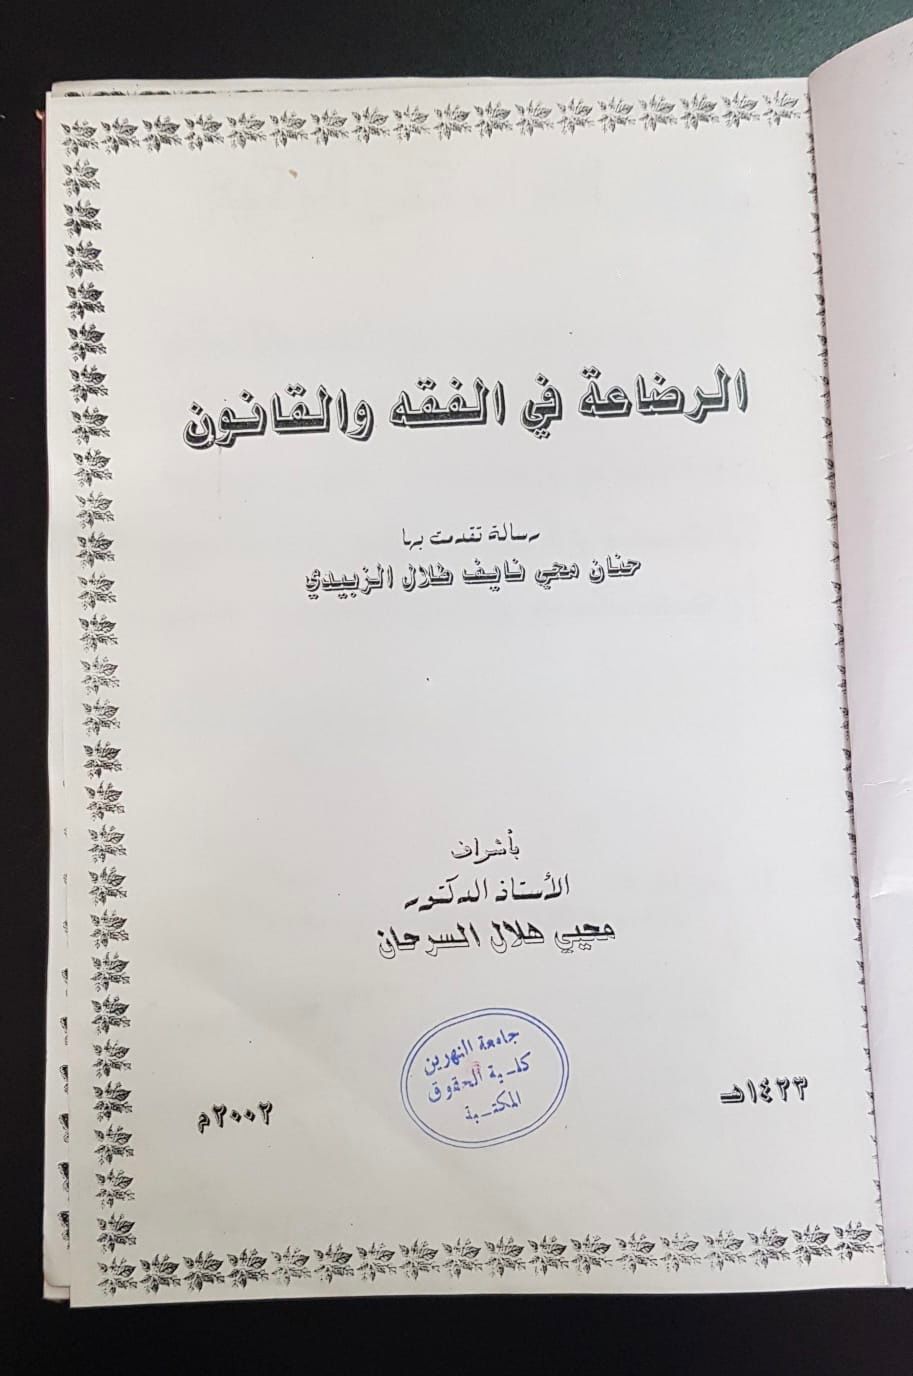 الرضاعة في الفقه والقانون
رسالة تقدمت بها
حنان محي نايف طلال الزبيدي
بأشراف
الأستاذ الدكتور
محيي هلال السرحان
جامعة النهرين
كلية الحقوق
المكتبة
١٤٢٣هـ
٢٠٠٢م